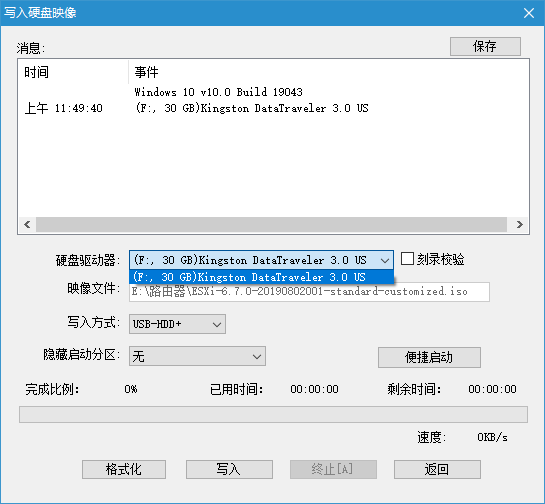 写入硬盘映像
消息:
保存
时间 事件
Windows 10 v10.0 Build 19043
上午 11:49:40 (F:, 30 GB)Kingston DataTraveler 3.0 US
硬盘驱动器: (F:, 30 GB)Kingston DataTraveler 3.0 US 刻录校验
(F:, 30 GB)Kingston DataTraveler 3.0 US
映像文件: E:\路由器\ESXi-6.7.0-20190802001-standard-customized.iso
写入方式: USB-HDD+
隐藏启动分区: 无 便捷启动
完成比例: 0% 已用时间: 00:00:00 剩余时间: 00:00:00
速度: 0KB/s
格式化 写入 终止[A] 返回